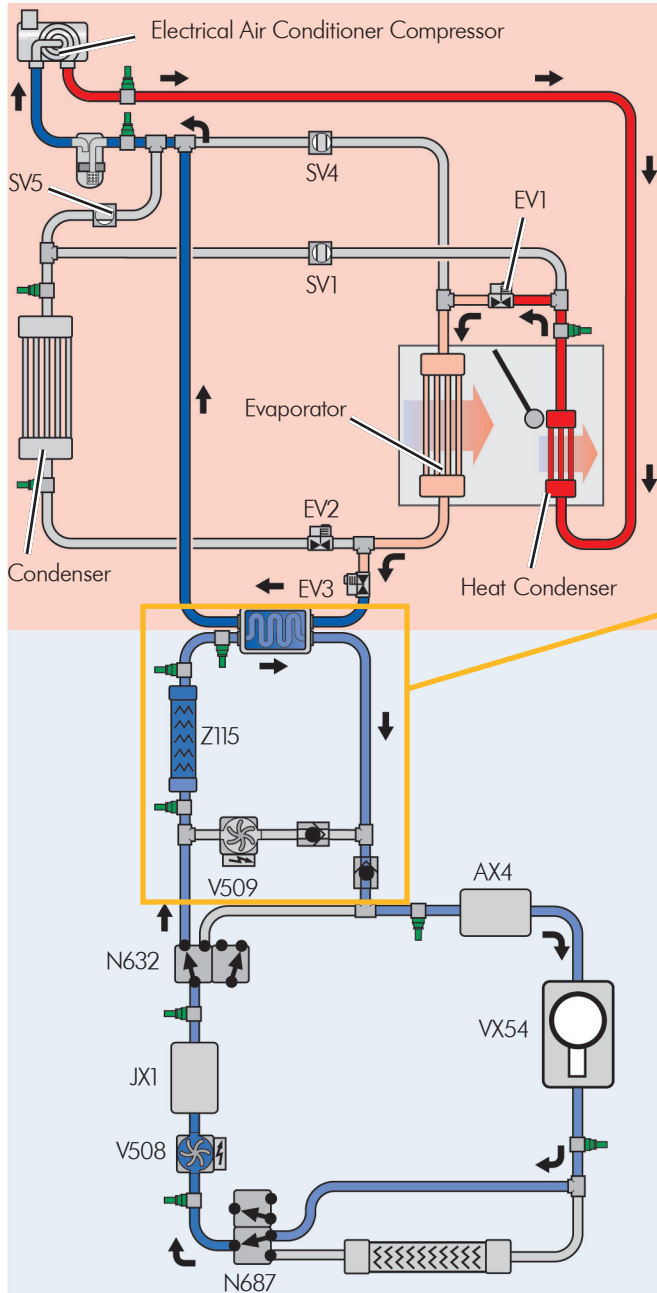 Electrical Air Conditioner Compressor
SV5
SV4
EV1
SV1
Evaporator
EV2
Condenser
EV3
Heat Condenser
Z115
V509
AX4
N632
VX54
JX1
V508
N687